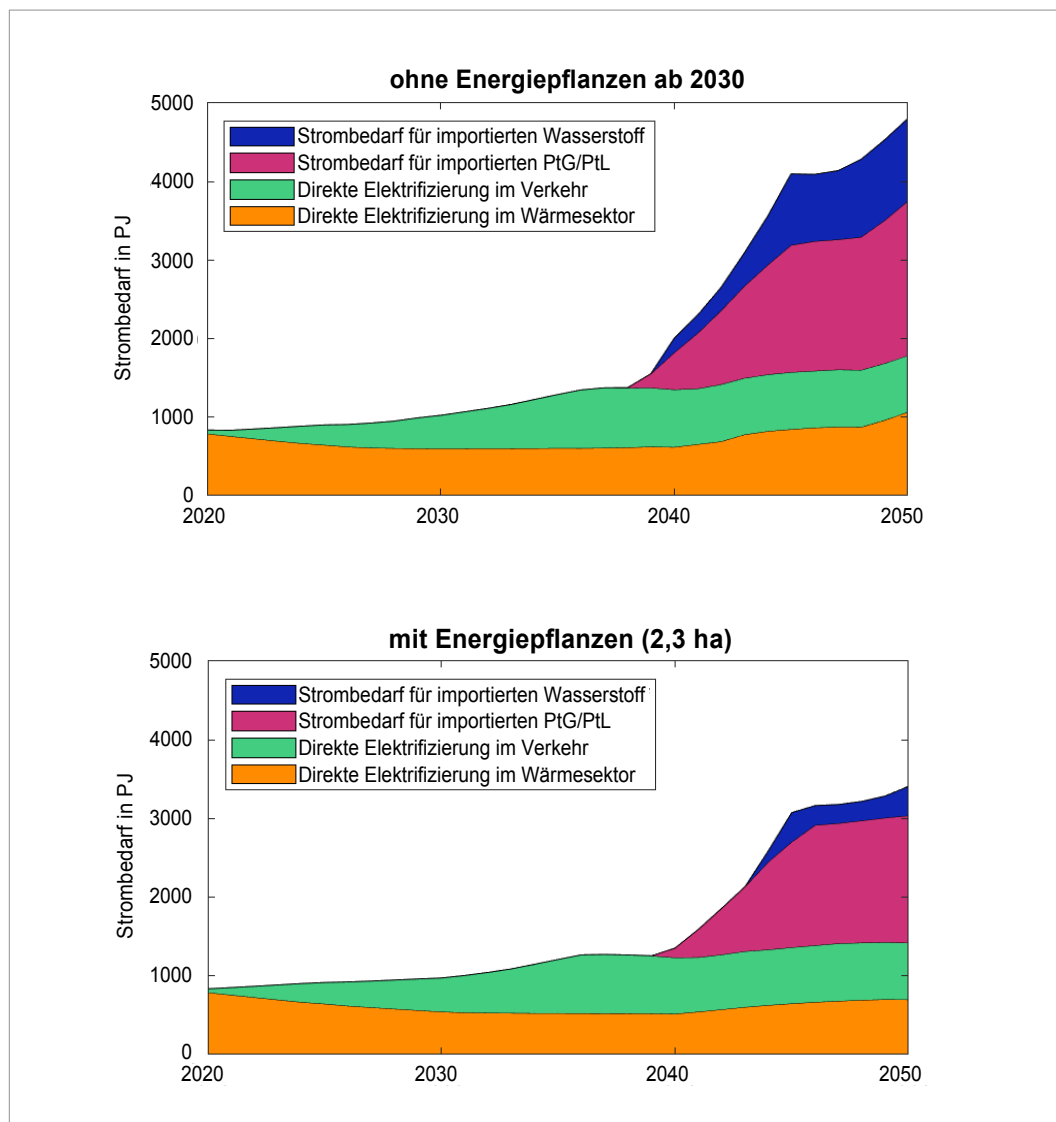 ohne Energiepflanzen ab 2030
5000
4000
3000
2000
1000
0
Strombedarf in PJ
Strombedarf für importierten Wasserstoff
Strombedarf für importierten PtG/PtL
Direkte Elektrifizierung im Verkehr
Direkte Elektrifizierung im Wärmesektor
2020 2030 2040 2050
mit Energiepflanzen (2,3 ha)
5000
4000
3000
2000
1000
0
Strombedarf in PJ
Strombedarf für importierten Wasserstoff
Strombedarf für importierten PtG/PtL
Direkte Elektrifizierung im Verkehr
Direkte Elektrifizierung im Wärmesektor
2020 2030 2040 2050